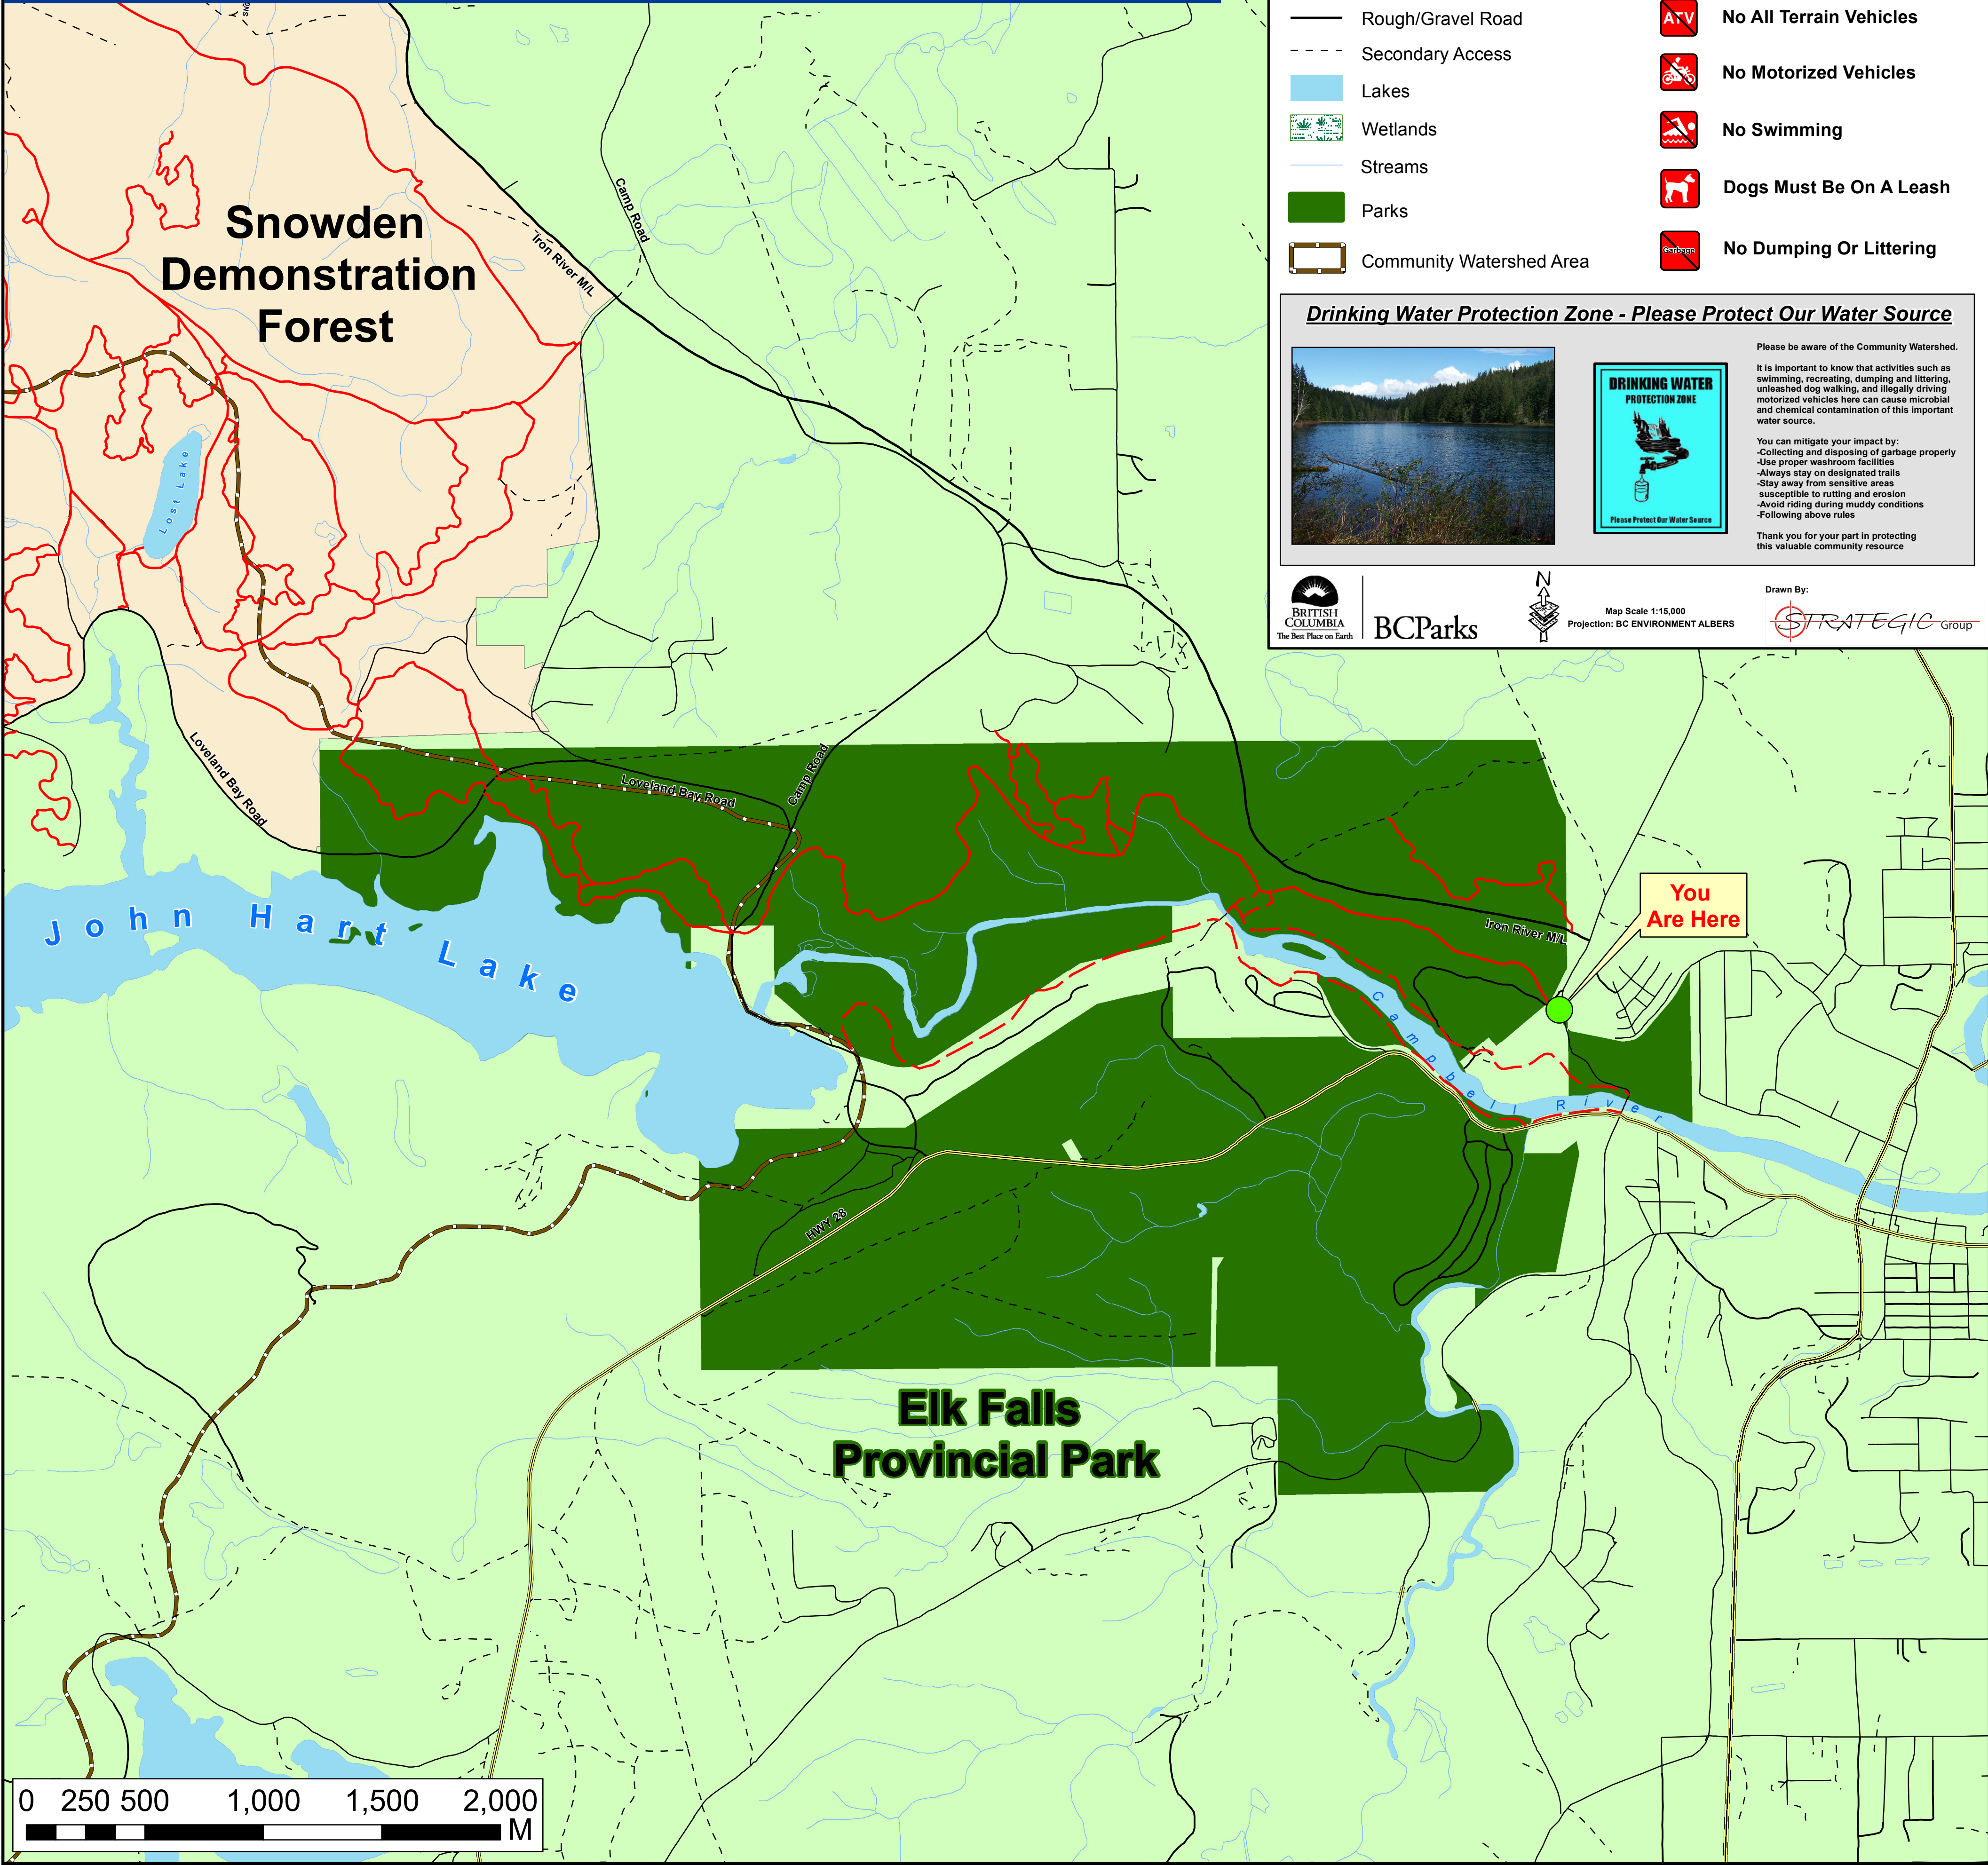 Snowden
Demonstration
Forest
Camp Road
Iron River M/L
Lost Lake
Loveland Bay Road
Loveland Bay Road
Camp Road
John Hart Lake
Iron River M/L
You
Are Here
Campbell River
HWY 28
Elk Falls
Provincial Park
0 250 500 1,000 1,500 2,000
M
Rough/Gravel Road
Secondary Access
Lakes
Wetlands
Streams
Parks
Community Watershed Area
ATV
No All Terrain Vehicles
No Motorized Vehicles
No Swimming
Dogs Must Be On A Leash
Garbage
No Dumping Or Littering
Drinking Water Protection Zone - Please Protect Our Water Source
DRINKING WATER
PROTECTION ZONE
Please Protect Our Water Source
Please be aware of the Community Watershed.
It is important to know that activities such as
swimming, recreating, dumping and littering,
unleashed dog walking, and illegally driving
motorized vehicles here can cause microbial
and chemical contamination of this important
water source.
You can mitigate your impact by:
-Collecting and disposing of garbage properly
-Use proper washroom facilities
-Always stay on designated trails
-Stay away from sensitive areas
susceptible to rutting and erosion
-Avoid riding during muddy conditions
-Following above rules
Thank you for your part in protecting
this valuable community resource
BRITISH
COLUMBIA
The Best Place on Earth
BCParks
N
Map Scale 1:15,000
Projection: BC ENVIRONMENT ALBERS
Drawn By:
STRATEGIC Group